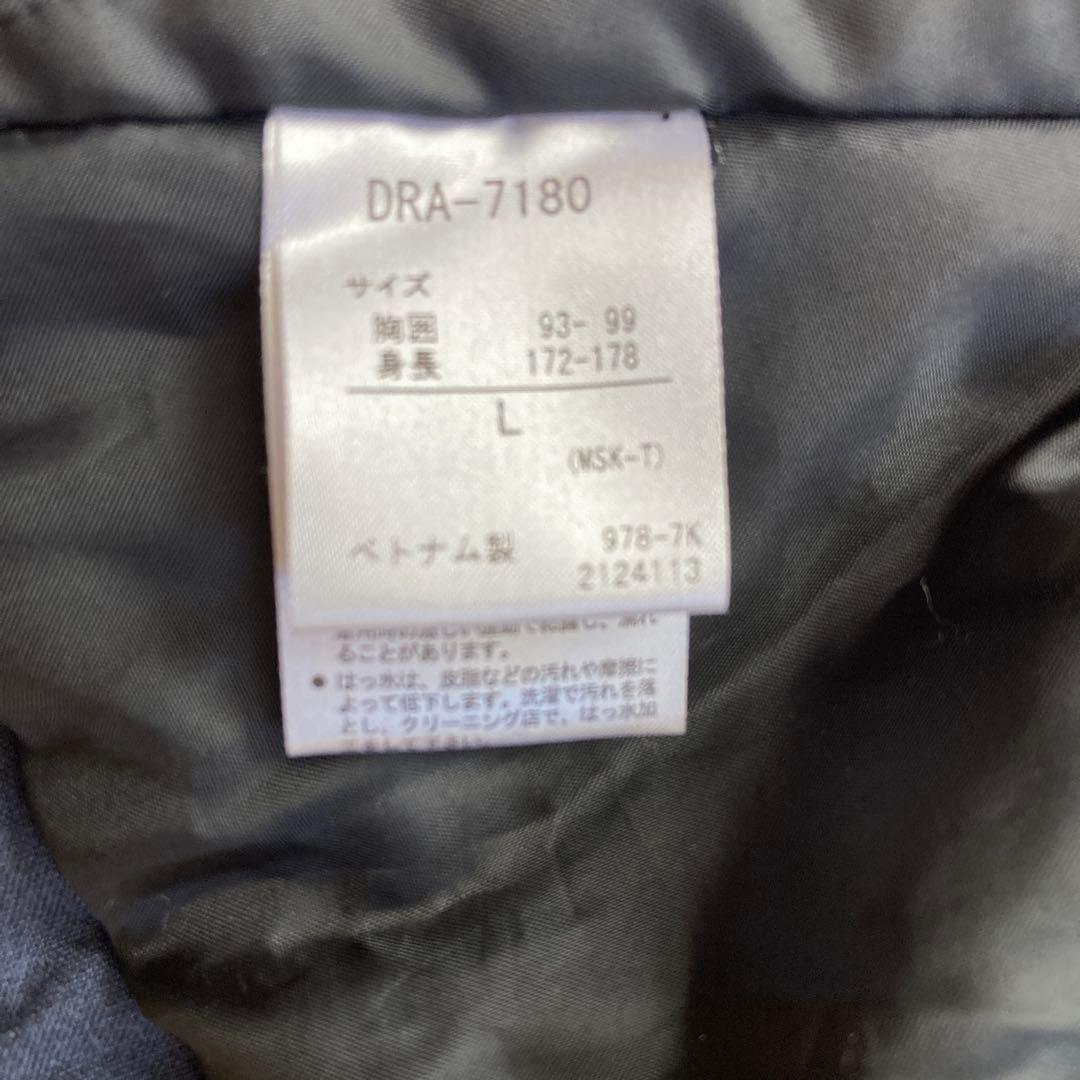 DRA-7180
サイズ
胸囲 93- 99
身長 172-178
L
(MSK-T)
ベトナム製 978-7K
2124113
ることがあります。
● はっ水は、皮脂などの汚れや摩擦に
よって低下します。洗濯で汚れを落
とし、クリーニング店で、はっ水加